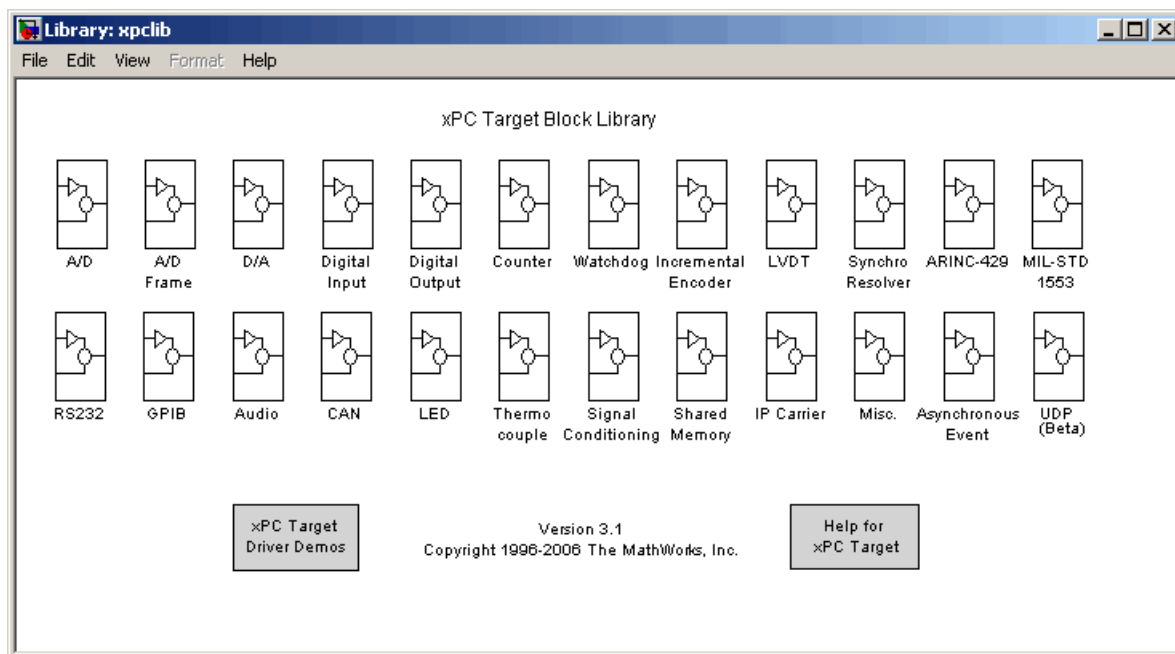 Library: xpclib
File Edit View Format Help
xPC Target Block Library
A/D A/D D/A Digital Digital Counter Watchdog Incremental LVDT Synchro ARINC-429 MIL-STD
Frame Input Output Encoder Resolver 1553
RS232 GPIB Audio CAN LED Thermo Signal Shared IP Carrier Misc. Asynchronous UDP
couple Conditioning Memory Event (Beta)
xPC Target
Driver Demos
Version 3.1
Copyright 1996-2006 The MathWorks, Inc.
Help for
xPC Target